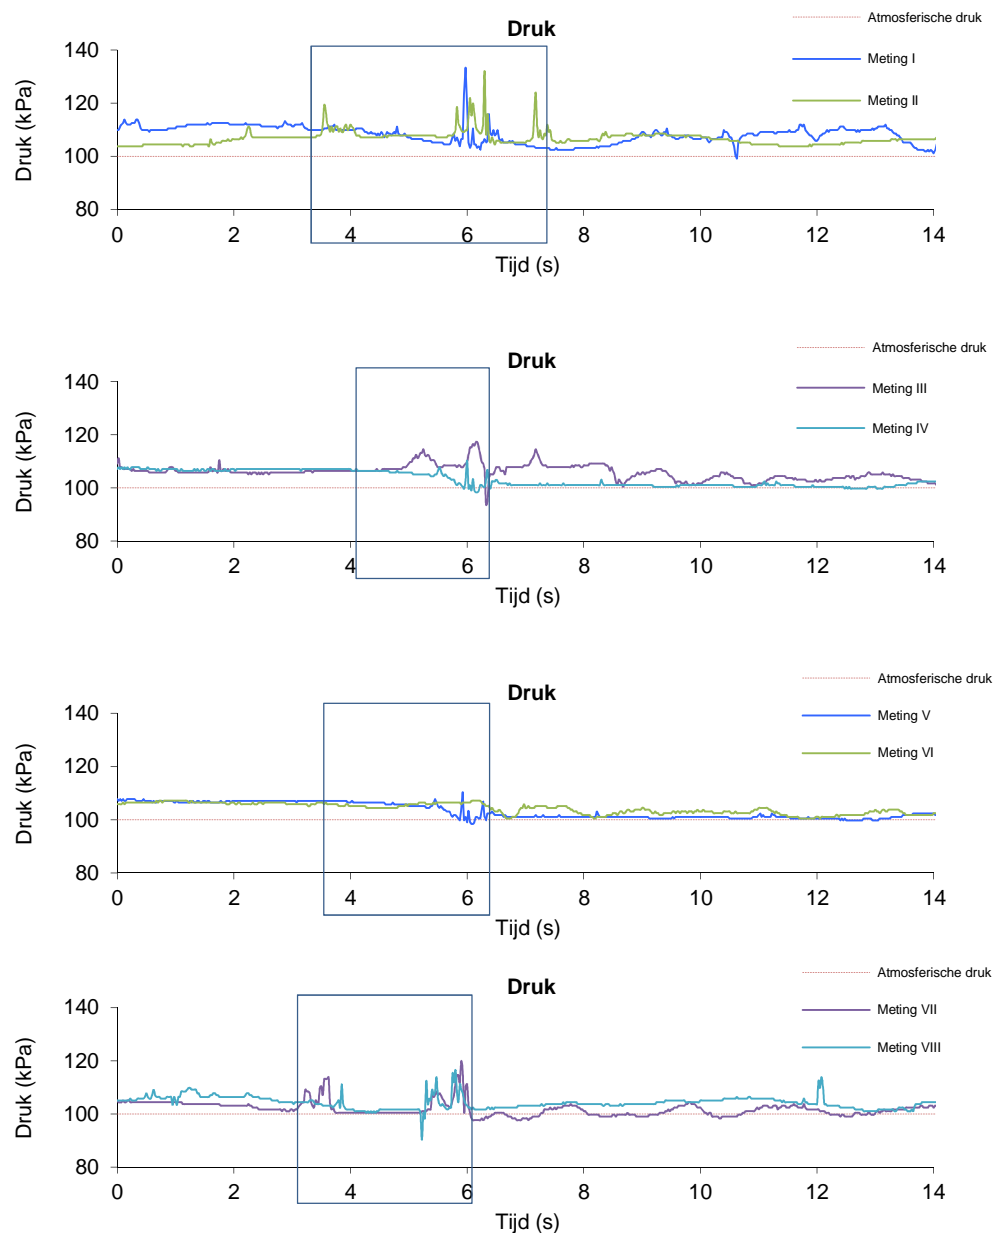 Druk
Atmosferische druk
Meting I
Meting II
Druk (kPa)
140
120
100
80
0 2 4 6 8 10 12 14
Tijd (s)
Druk
Atmosferische druk
Meting III
Meting IV
Druk (kPa)
140
120
100
80
0 2 4 6 8 10 12 14
Tijd (s)
Druk
Atmosferische druk
Meting V
Meting VI
Druk (kPa)
140
120
100
80
0 2 4 6 8 10 12 14
Tijd (s)
Druk
Atmosferische druk
Meting VII
Meting VIII
Druk (kPa)
140
120
100
80
0 2 4 6 8 10 12 14
Tijd (s)